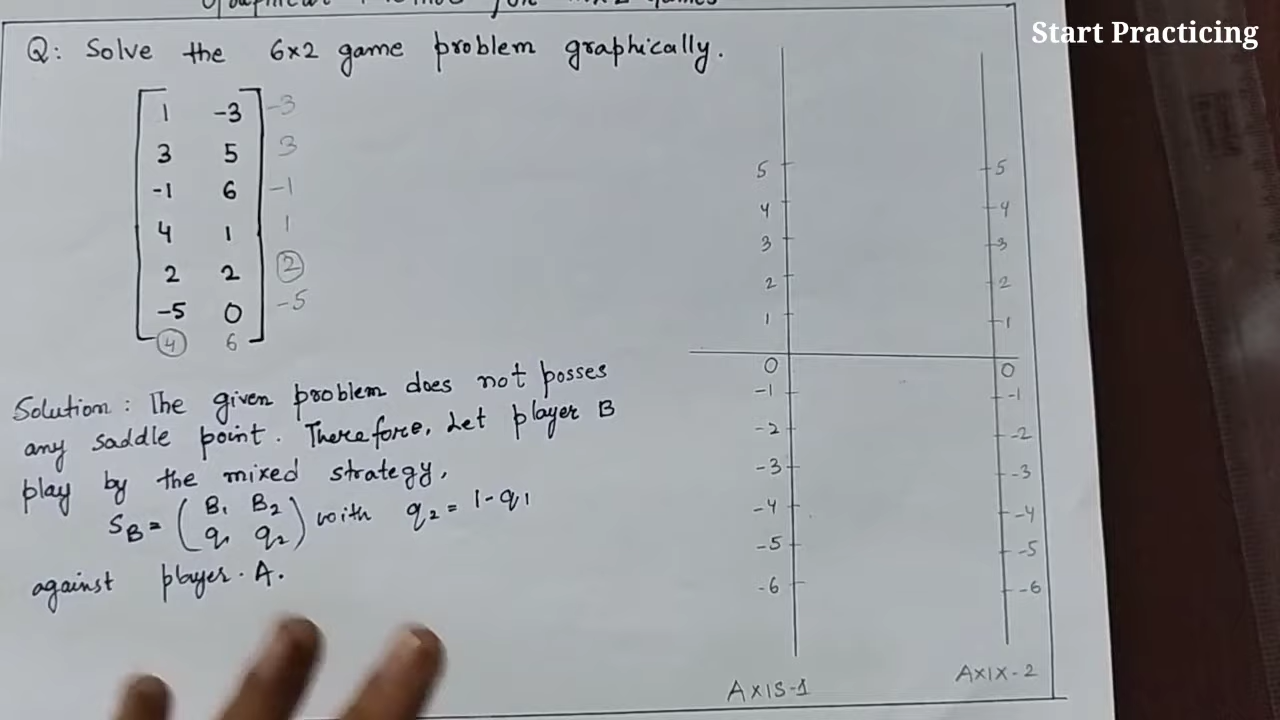 Start Practicing
Q: Solve the 6x2 game problem graphically.
1 -3 -3
3 5 3
-1 6 -1
4 1 1
2 2 2
-5 0 -5
4 6
Solution: The given problem does not posses
any saddle point. Therefore, Let player B
play by the mixed strategy,
B1 B2
SB = ( q1 q2 ) with q2 = 1-q1
against player. A.
5 5
4 4
3 3
2 2
1 1
0 0
-1 -1
-2 -2
-3 -3
-4 -4
-5 -5
-6 -6
AXIS-1 AXIX-2